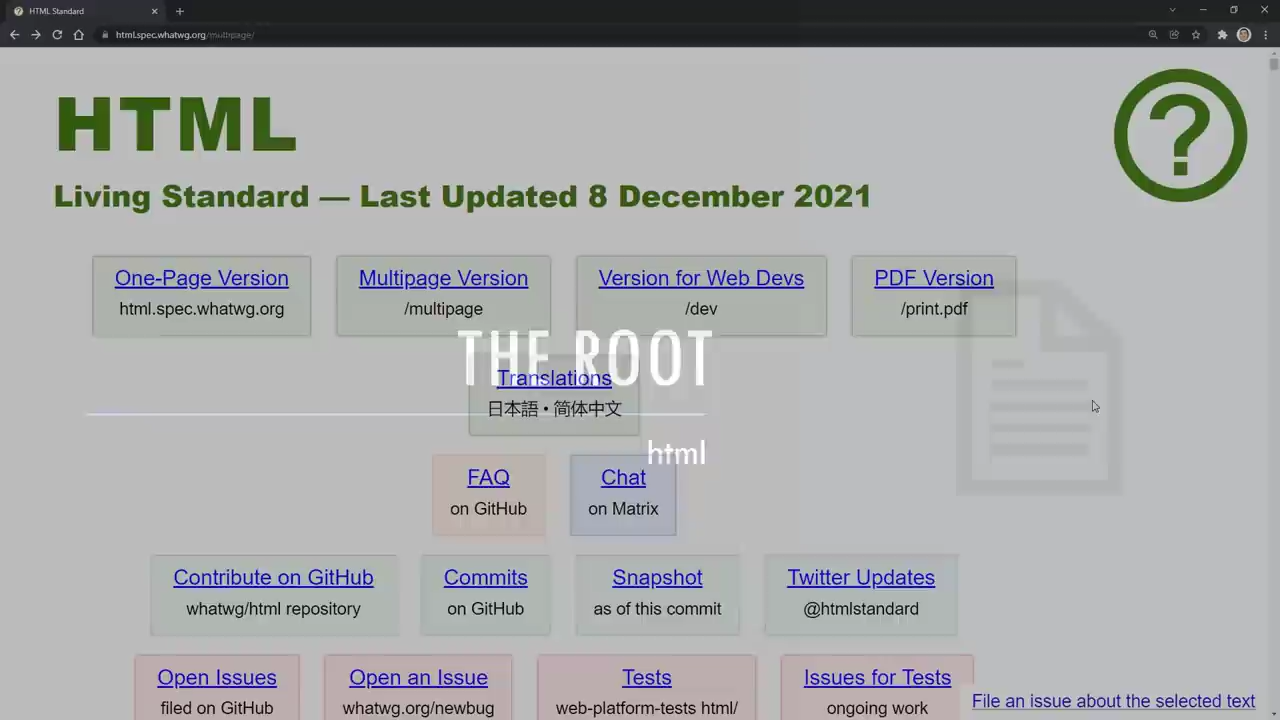 HTML Standard
html.spec.whatwg.org/multipage/
HTML
Living Standard — Last Updated 8 December 2021
One-Page Version
html.spec.whatwg.org
Multipage Version
/multipage
Version for Web Devs
/dev
PDF Version
/print.pdf
THE ROOT
Translations
日本語 • 简体中文
html
FAQ
on GitHub
Chat
on Matrix
Contribute on GitHub
whatwg/html repository
Commits
on GitHub
Snapshot
as of this commit
Twitter Updates
@htmlstandard
Open Issues
filed on GitHub
Open an Issue
whatwg.org/newbug
Tests
web-platform-tests html/
Issues for Tests
ongoing work
File an issue about the selected text